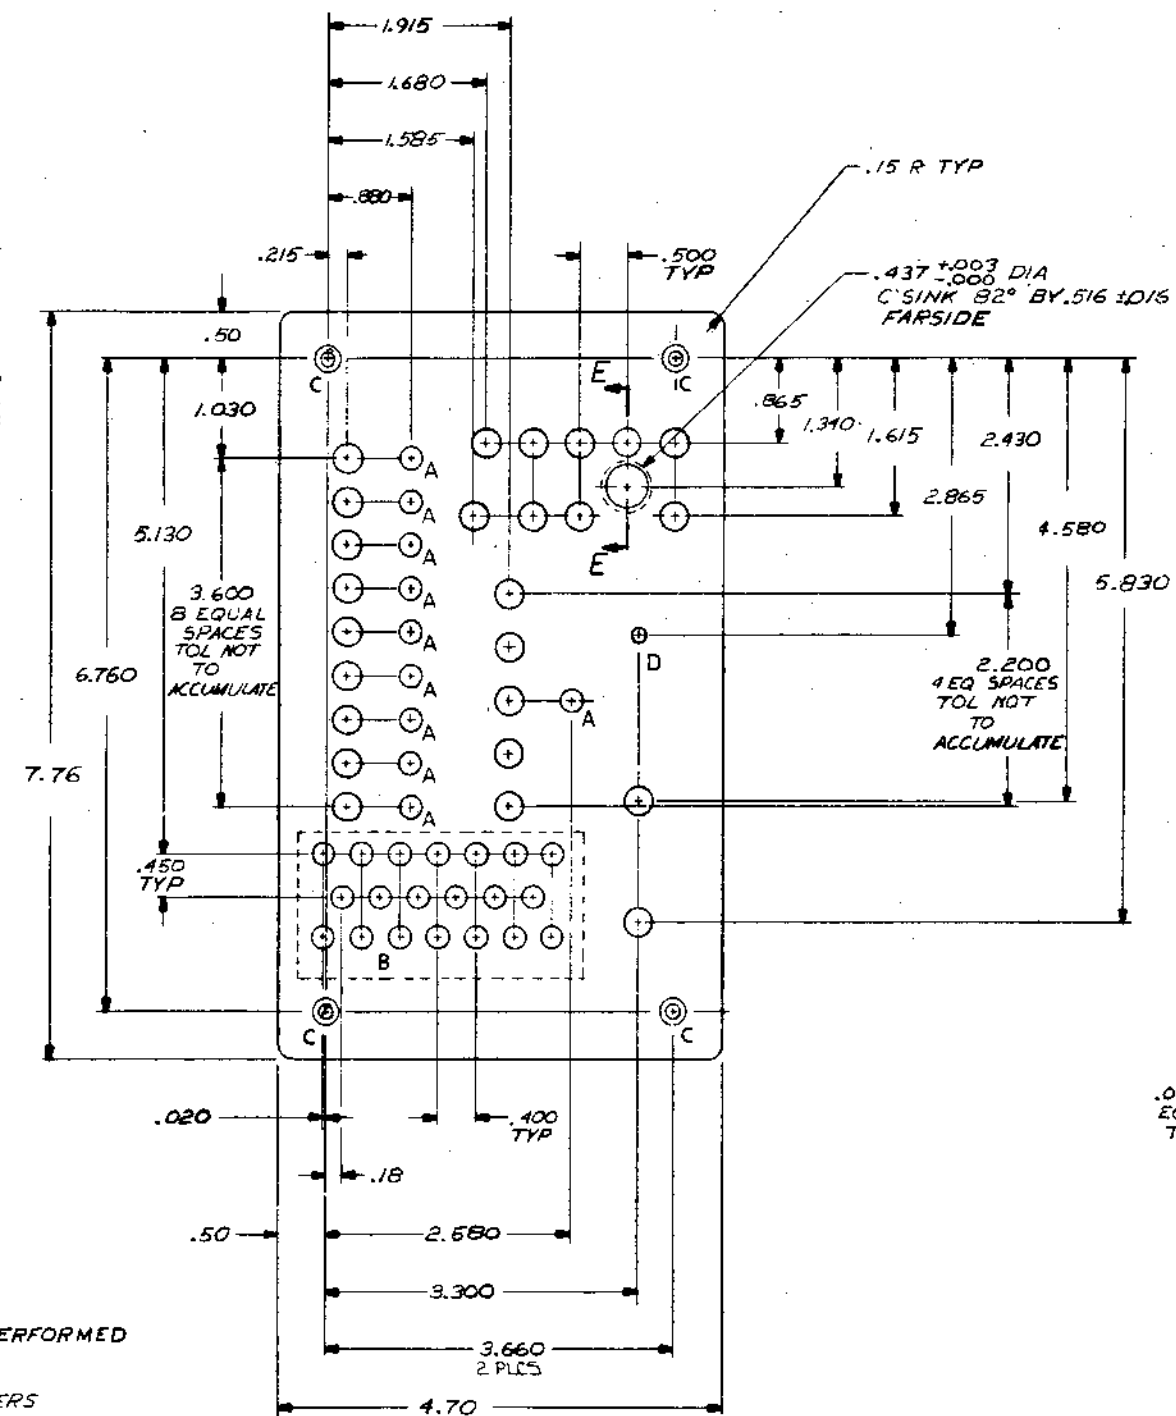 1.915
1.680
1.585
.880
.215
.500
TYP
.15 R TYP
.437 +.003 -.000 DIA
C'SINK 82° BY .516 ±.016
FARSIDE
.50
C
1C
E
1.030
.865
1.340
1.615
2.430
2.865
4.580
5.830
A
A
A
A
A
A
A
A
E
5.130
3.600
8 EQUAL
SPACES
TOL NOT
TO
ACCUMULATE
6.760
7.76
D
A
2.200
4 EQ SPACES
TOL NOT
TO
ACCUMULATE
.450
TYP
B
C
C
.020
.400
TYP
.18
.50
2.580
3.300
3.660
2 PLCS
4.70
ERFORMED
ERS
.0
EQ
T